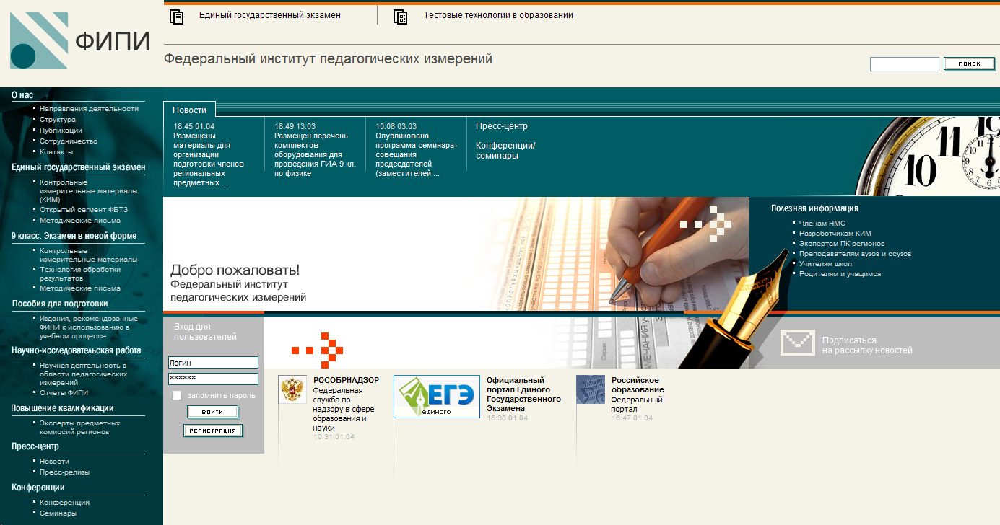 Единый государственный экзамен
Тестовые технологии в образовании
ФИПИ
Федеральный институт педагогических измерений
поиск
О нас
Направления деятельности
Структура
Публикации
Сотрудничество
Контакты
Единый государственный экзамен
Контрольные
измерительные материалы
(КИМ)
Открытый сегмент ФБТЗ
Методические письма
9 класс. Экзамен в новой форме
Контрольные
измерительные материалы
Технология обработки
результатов
Методические письма
Пособия для подготовки
Издания, рекомендованные
ФИПИ к использованию в
учебном процессе
Научно-исследовательская работа
Научная деятельность в
области педагогических
измерений
Отчеты ФИПИ
Повышение квалификации
Эксперты предметных
комиссий регионов
Пресс-центр
Новости
Пресс-релизы
Конференции
Конференции
Семинары
Новости
18:45 01.04
Размещены
материалы для
организации
подготовки членов
региональных
предметных ...
18:49 13.03
Размещен перечень
комплектов
оборудования для
проведения ГИА 9 кл.
по физике
10:08 03.03
Опубликована
программа семинара-
совещания
председателей
(заместителей ...
Пресс-центр
Конференции/
семинары
10
9
Добро пожаловать!
Федеральный институт
педагогических измерений
Полезная информация
Членам НМС
Разработчикам КИМ
Экспертам ПК регионов
Преподавателям вузов и ссузов
Учителям школ
Родителям и учащимся
Вход для
пользователей
Логин
******
запомнить пароль
войти
регистрация
Подписаться
на рассылку новостей
РОСОБРНАДЗОР
Федеральная
служба по
надзору в сфере
образования и
науки
16:31 01.04
ЕГЭ
единого
Официальный
портал Единого
Государственного
Экзамена
15:30 01.04
Российское
образование
Федеральный
портал
16:47 01.04